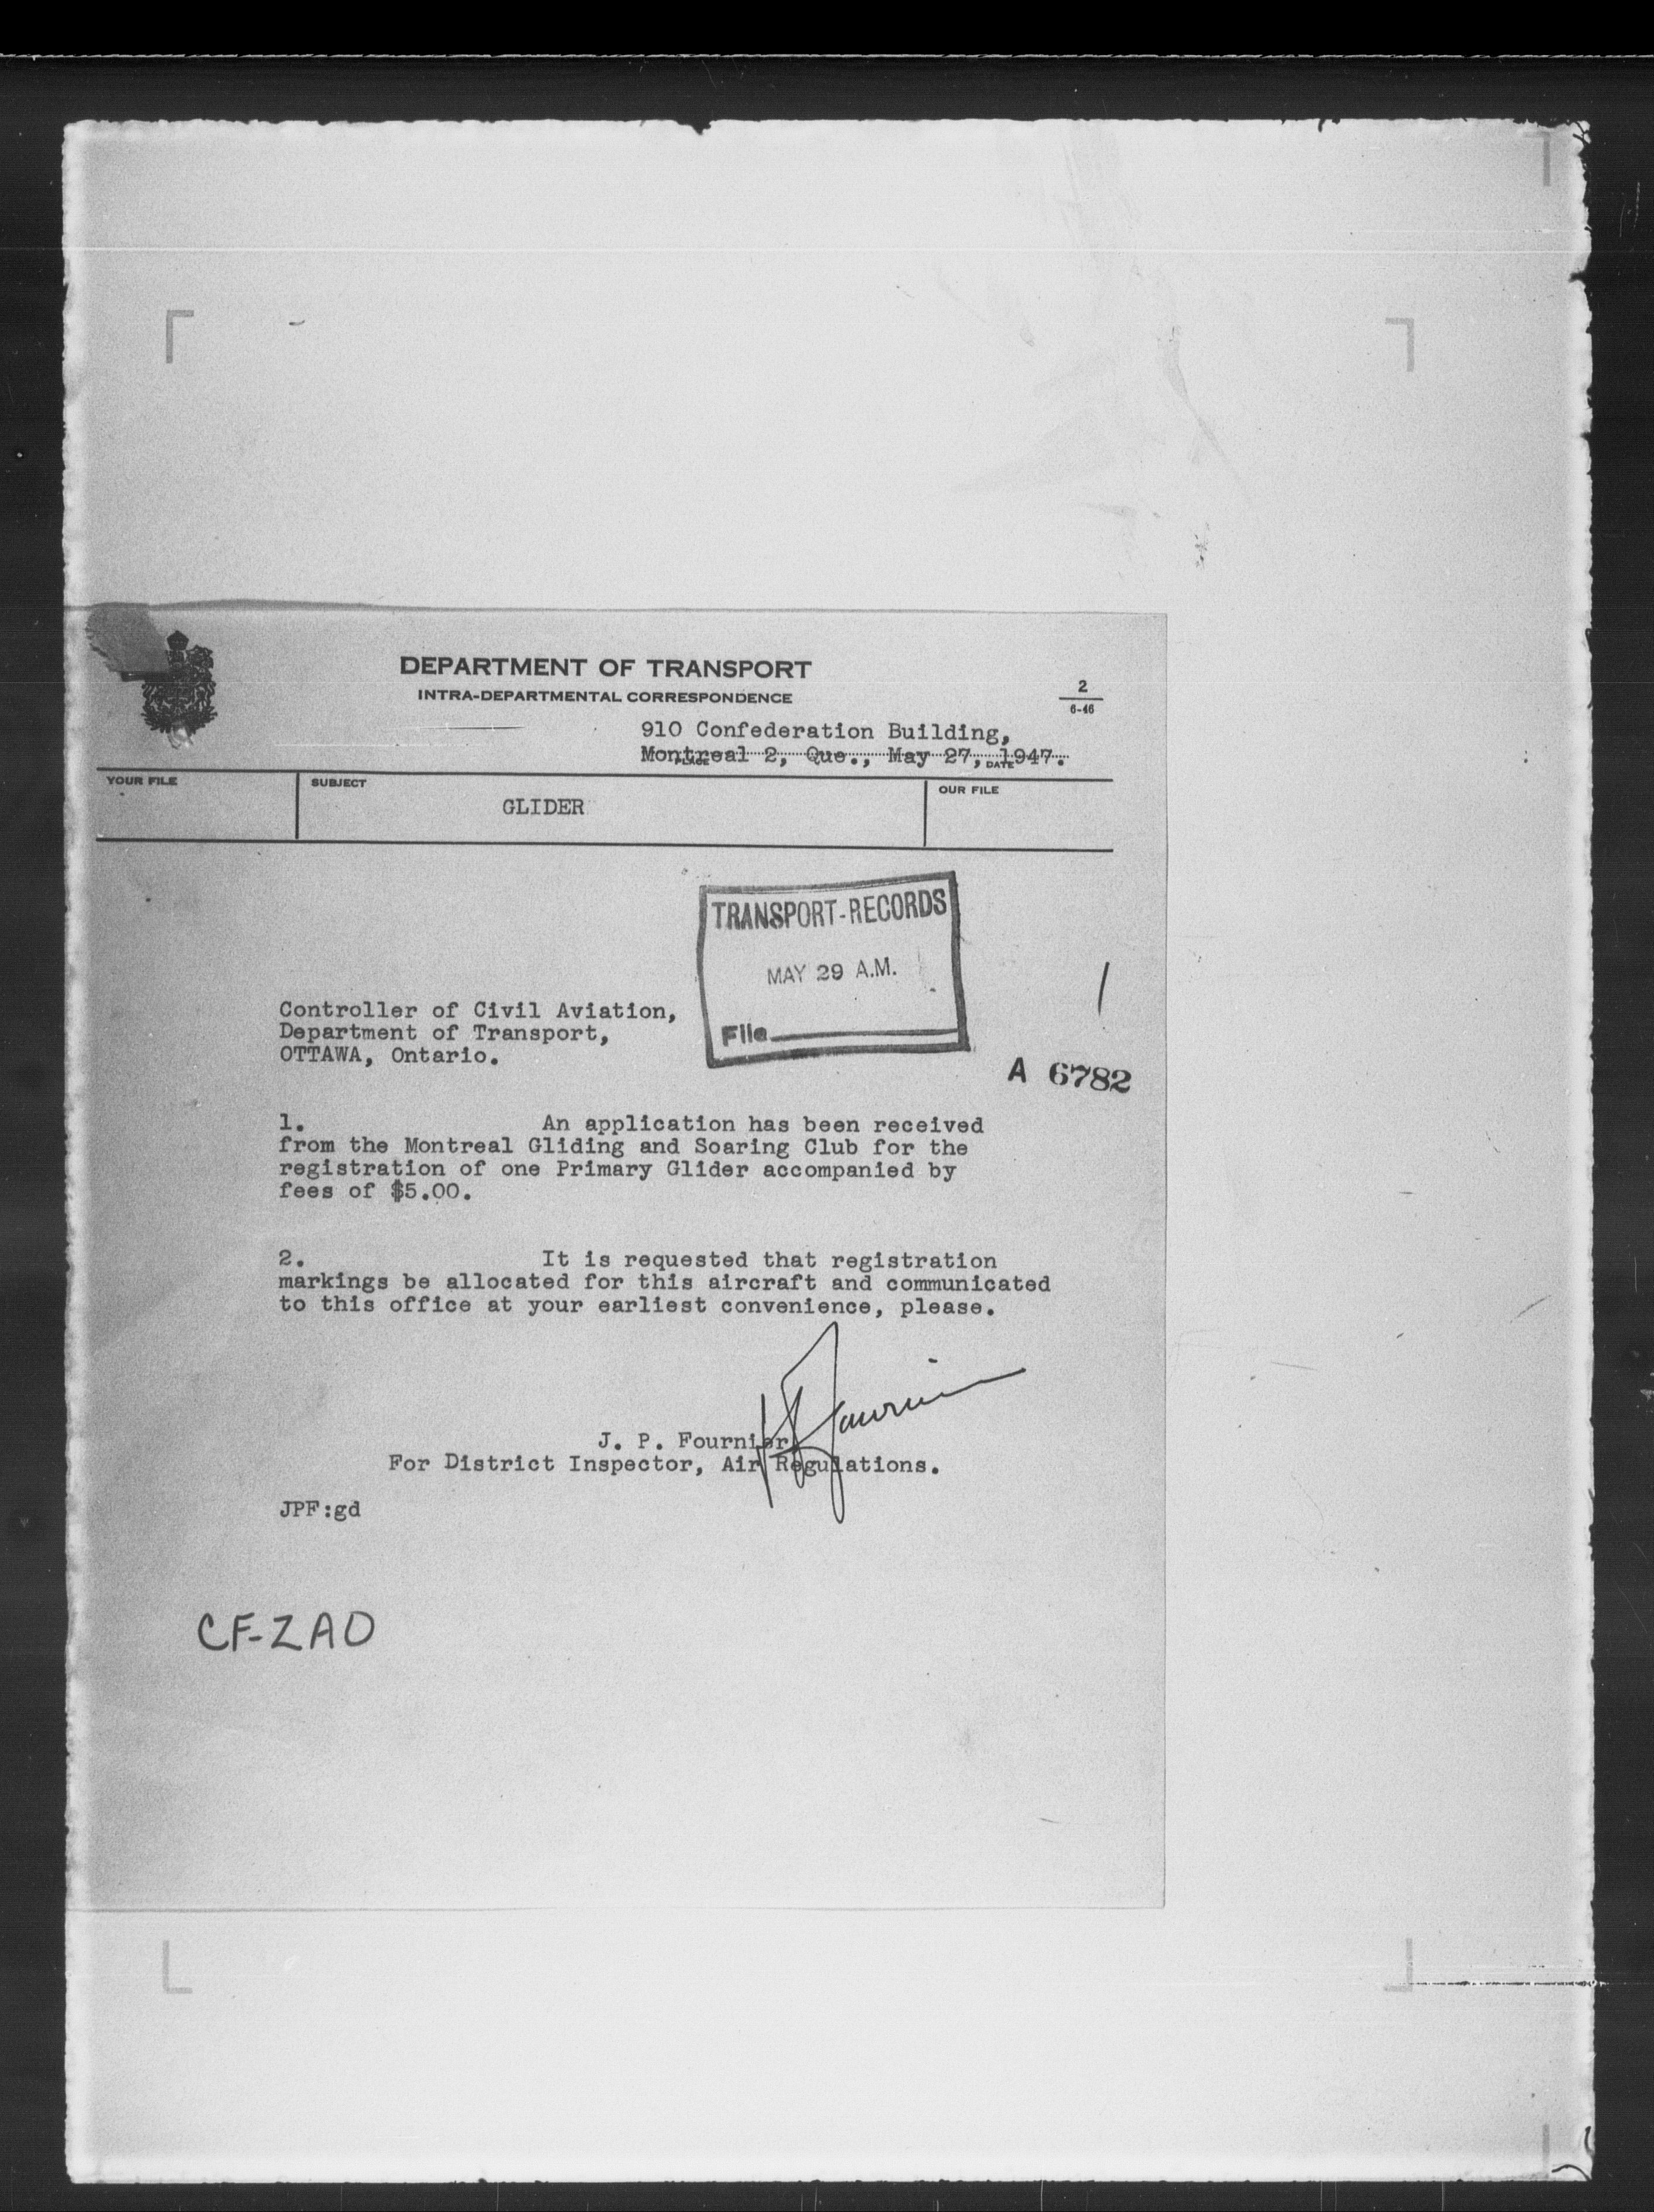 DEPARTMENT OF TRANSPORT
INTRA-DEPARTMENTAL CORRESPONDENCE
2
6-46
910 Confederation Building,
Montreal 2, Que., May 27, 1947.
PLACE
DATE
YOUR FILE
SUBJECT
GLIDER
OUR FILE
TRANSPORT-RECORDS
MAY 29 A.M.
File
1
Controller of Civil Aviation,
Department of Transport,
OTTAWA, Ontario.
A 6782
1. An application has been received
from the Montreal Gliding and Soaring Club for the
registration of one Primary Glider accompanied by
fees of $5.00.
2. It is requested that registration
markings be allocated for this aircraft and communicated
to this office at your earliest convenience, please.
J P Fournier
J. P. Fournier
For District Inspector, Air Regulations.
JPF:gd
CF-ZAO